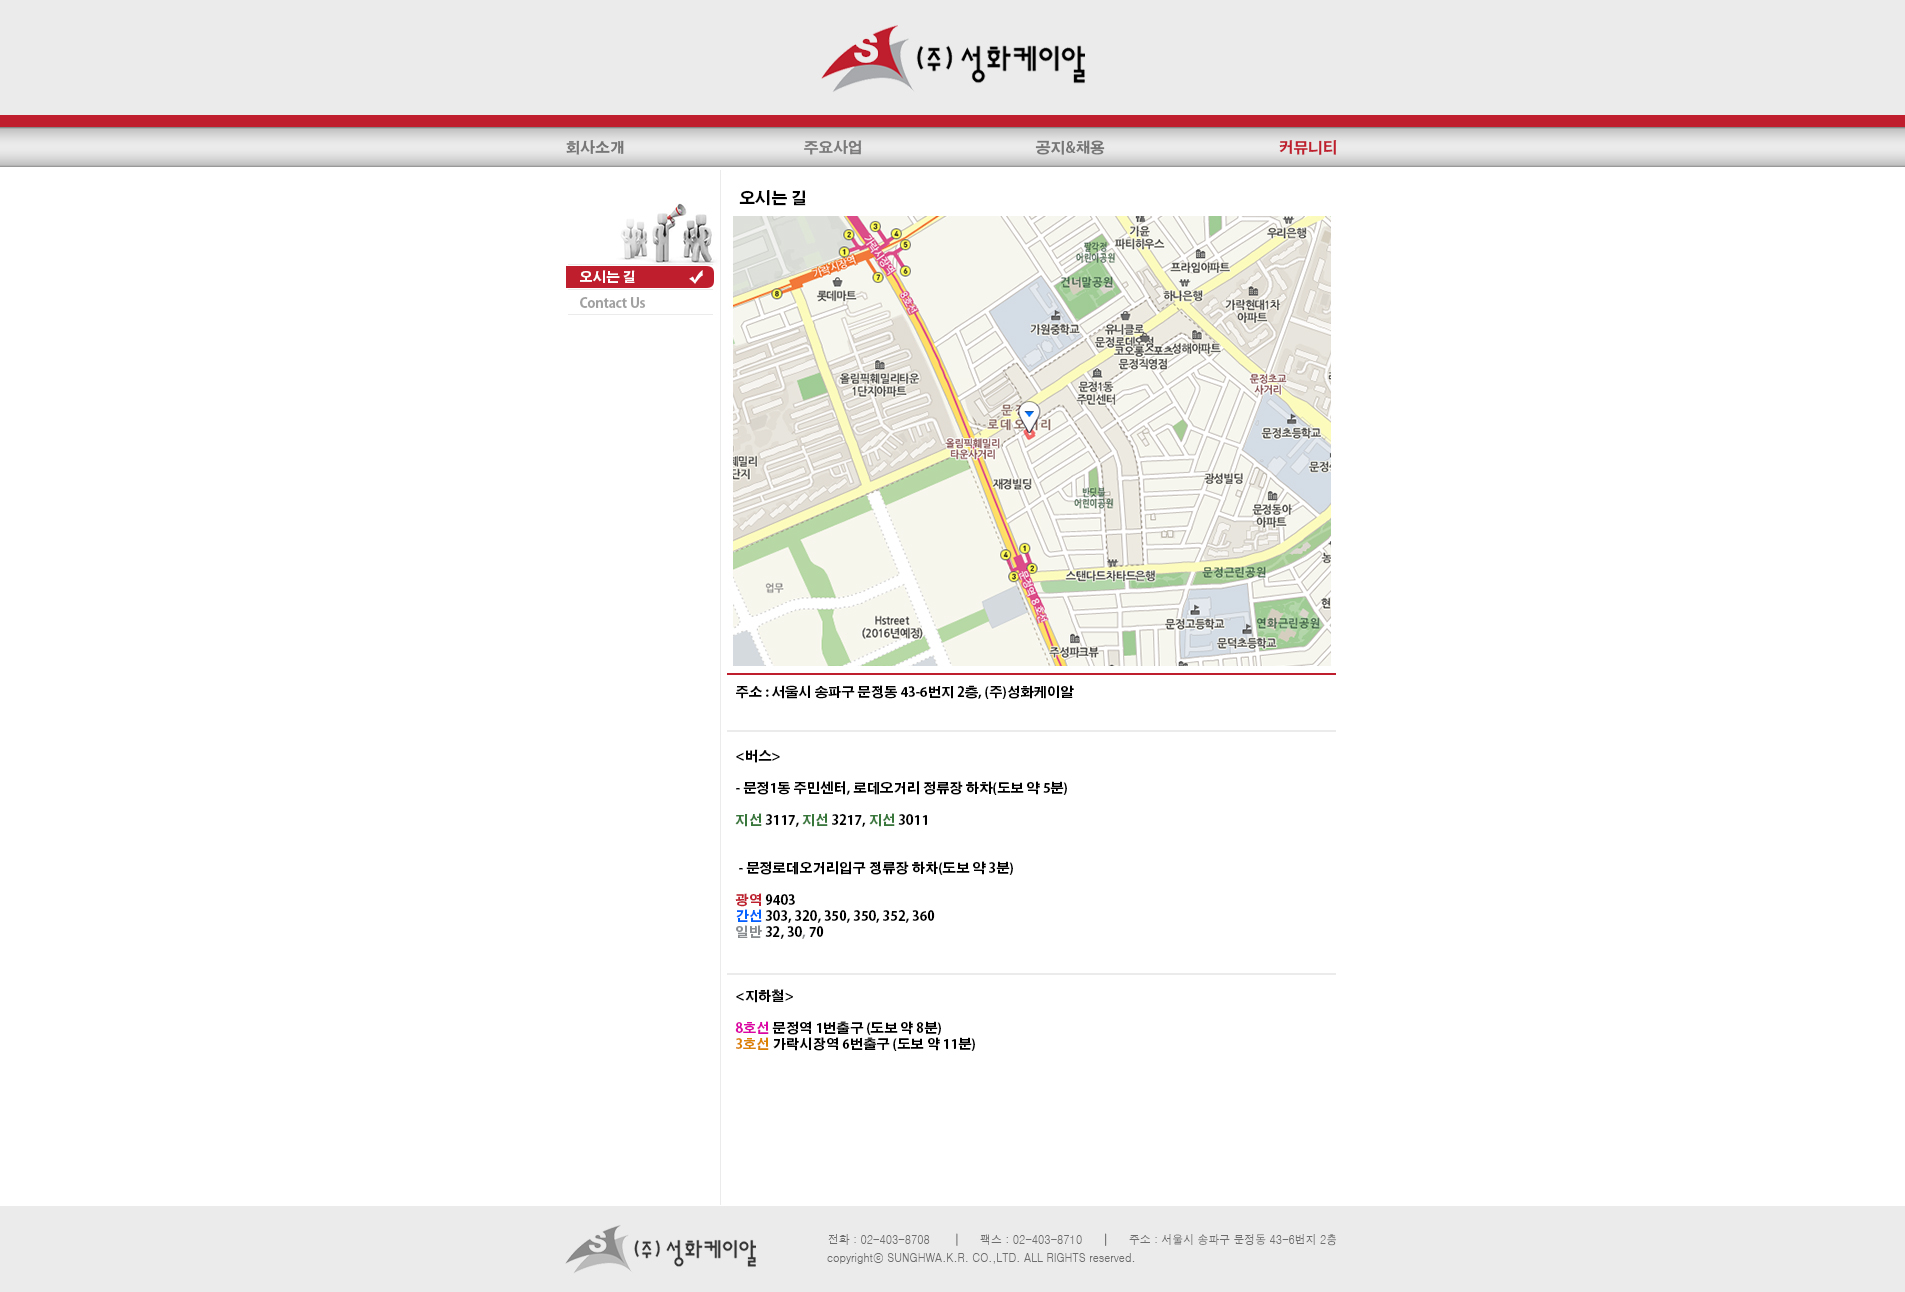 S (주) 성화케이알
회사소개
주요사업
공지&채용
커뮤니티
오시는 길
Contact Us
오시는 길
가윤
파티하우스
우리은행
팔각정
어린이공원
프라임아파트
건너말공원
하나은행
가락현대1차
아파트
가락시장역
가락시장역
8호선
롯데마트
가원중학교
유니클로
문정로데오점
코오롱스포츠
문정직영점
성해아파트
올림픽훼밀리타운
1단지아파트
문정1동
주민센터
문정초교
사거리
로데오거리
문정초등학교
올림픽훼밀리
타운사거리
훼밀리
단지
재경빌딩
광성빌딩
반딧불
어린이공원
문정동아
아파트
스탠다드차타드은행
문정근린공원
업무
문정역 8호선
Hstreet
(2016년예정)
문정고등학교
연화근린공원
문덕초등학교
주성파크뷰
주소 : 서울시 송파구 문정동 43-6번지 2층, (주)성화케이알
<버스>
- 문정1동 주민센터, 로데오거리 정류장 하차(도보 약 5분)
지선 3117, 지선 3217, 지선 3011
- 문정로데오거리입구 정류장 하차(도보 약 3분)
광역 9403
간선 303, 320, 350, 350, 352, 360
일반 32, 30, 70
<지하철>
8호선 문정역 1번출구 (도보 약 8분)
3호선 가락시장역 6번출구 (도보 약 11분)
S (주) 성화케이알
전화 : 02-403-8708 | 팩스 : 02-403-8710 | 주소 : 서울시 송파구 문정동 43-6번지 2층
copyrightⓒ SUNGHWA.K.R. CO.,LTD. ALL RIGHTS reserved.